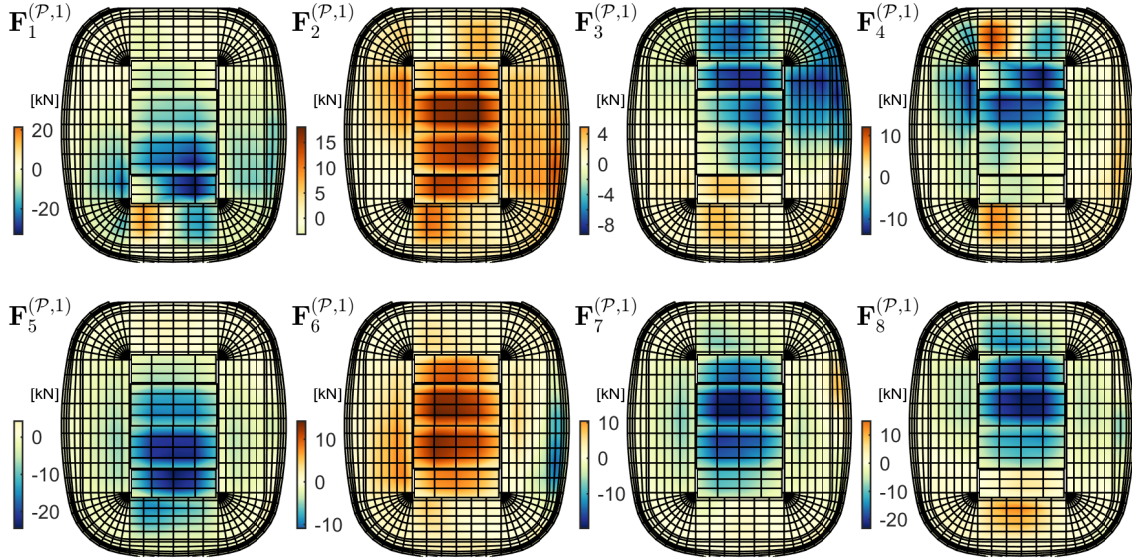 F_1^{(P,1)} F_2^{(P,1)} F_3^{(P,1)} F_4^{(P,1)}
[kN] [kN] [kN] [kN]
20 15 4 10
0 10 0 0
-20 5 -4 -10
0 -8
F_5^{(P,1)} F_6^{(P,1)} F_7^{(P,1)} F_8^{(P,1)}
[kN] [kN] [kN] [kN]
0 10 10 10
-10 0 0 0
-20 -10 -10 -10
-20